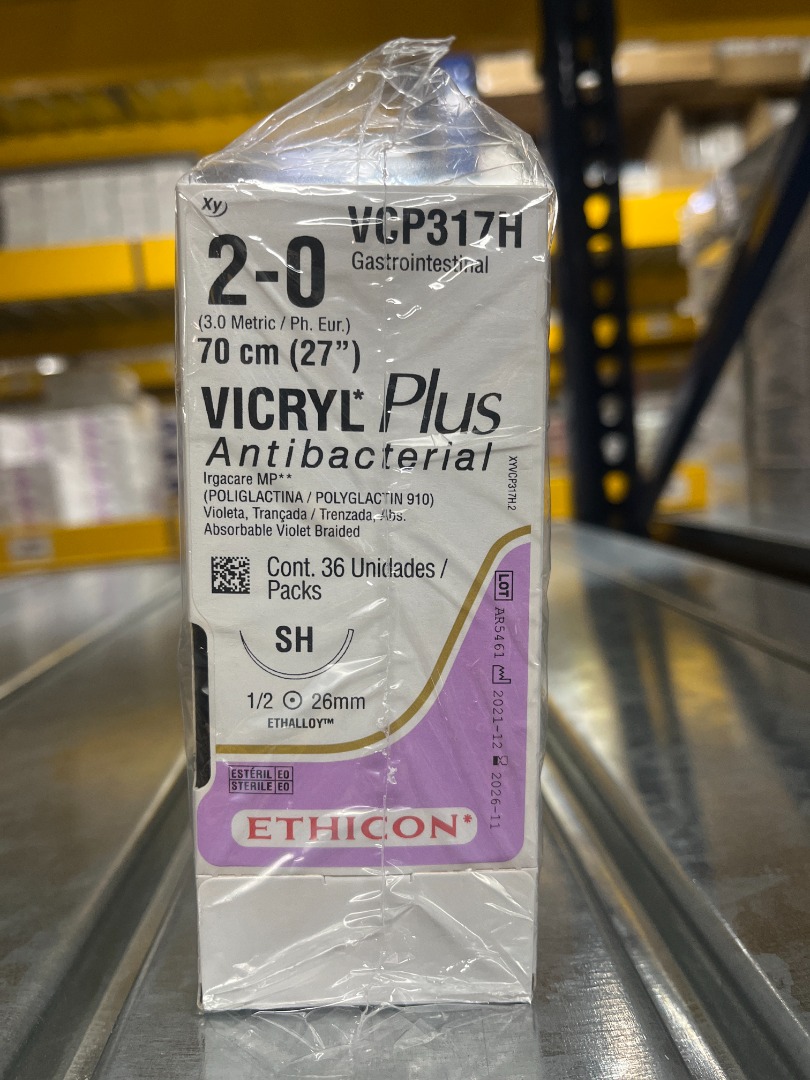 Xy
VCP317H
2-0
Gastrointestinal
(3.0 Metric / Ph. Eur.)
70 cm (27”)
VICRYL* Plus
Antibacterial
Irgacare MP**
(POLIGLACTINA / POLYGLACTIN 910)
Violeta, Trançada / Trenzada, Abs.
Absorbable Violet Braided
XYVCP317H.2
Cont. 36 Unidades /
Packs
SH
1/2 26mm
ETHALLOY™
LOT AR5461 2021-12 2026-11
ESTÉRIL EO
STERILE EO
ETHICON*